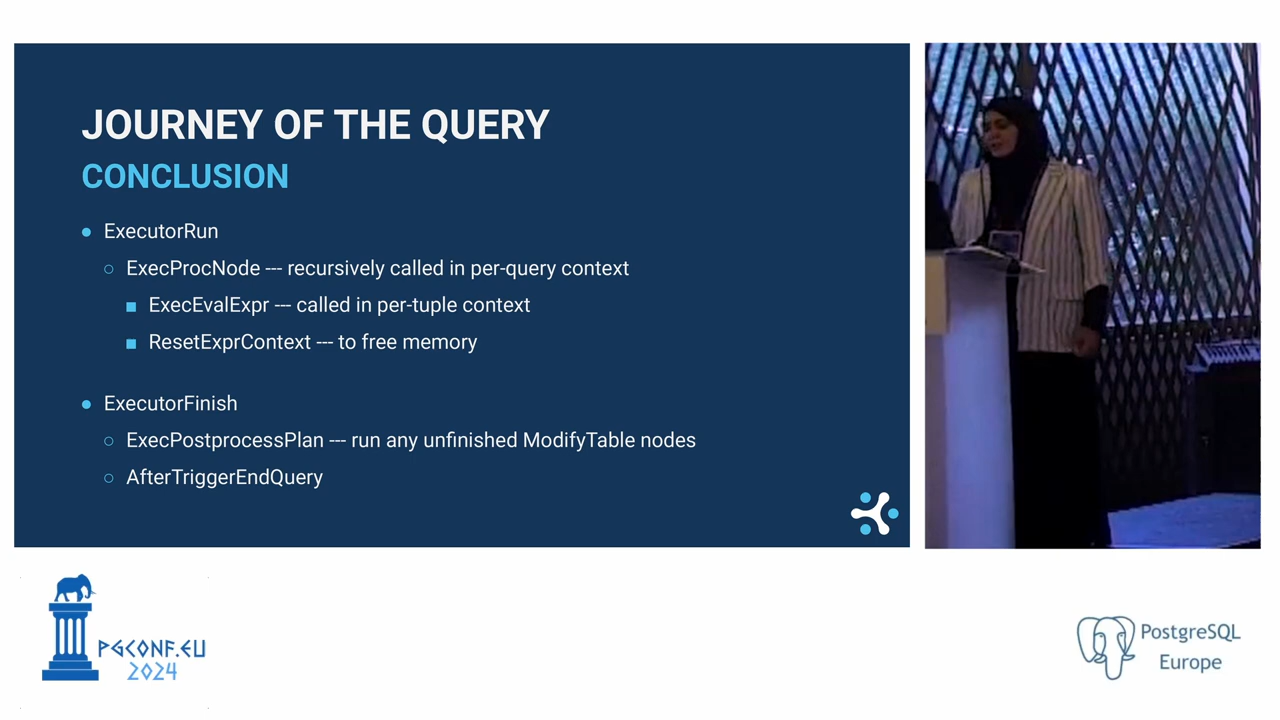 JOURNEY OF THE QUERY
CONCLUSION
ExecutorRun
ExecProcNode --- recursively called in per-query context
ExecEvalExpr --- called in per-tuple context
ResetExprContext --- to free memory
ExecutorFinish
ExecPostprocessPlan --- run any unfinished ModifyTable nodes
AfterTriggerEndQuery
PGCONF.EU
2024
PostgreSQL
Europe